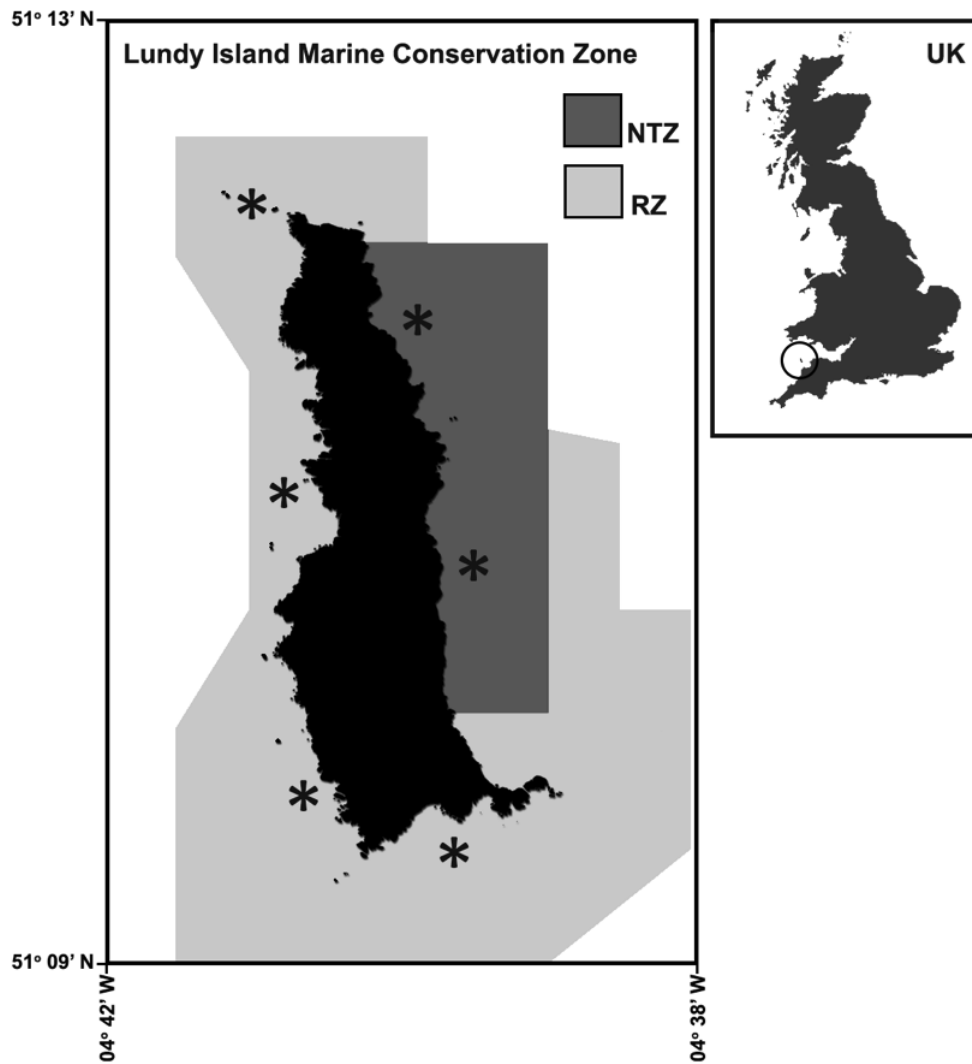 51° 13' N
Lundy Island Marine Conservation Zone
NTZ
RZ
UK
51° 09' N
04° 42' W
04° 38' W